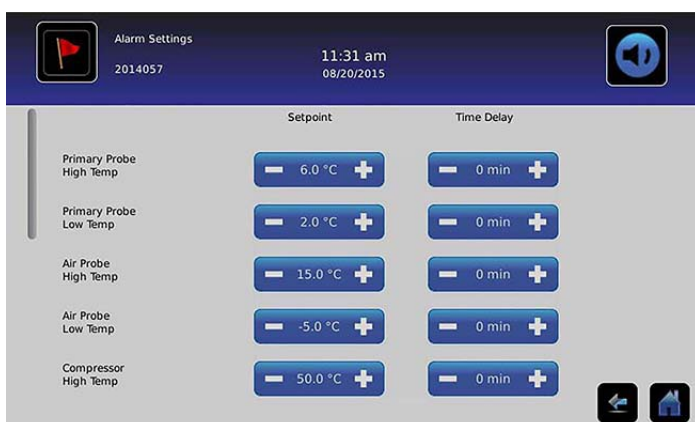 Alarm Settings
2014057
11:31 am
08/20/2015
Setpoint Time Delay
Primary Probe
High Temp
6.0 °C 0 min
Primary Probe
Low Temp
2.0 °C 0 min
Air Probe
High Temp
15.0 °C 0 min
Air Probe
Low Temp
-5.0 °C 0 min
Compressor
High Temp
50.0 °C 0 min